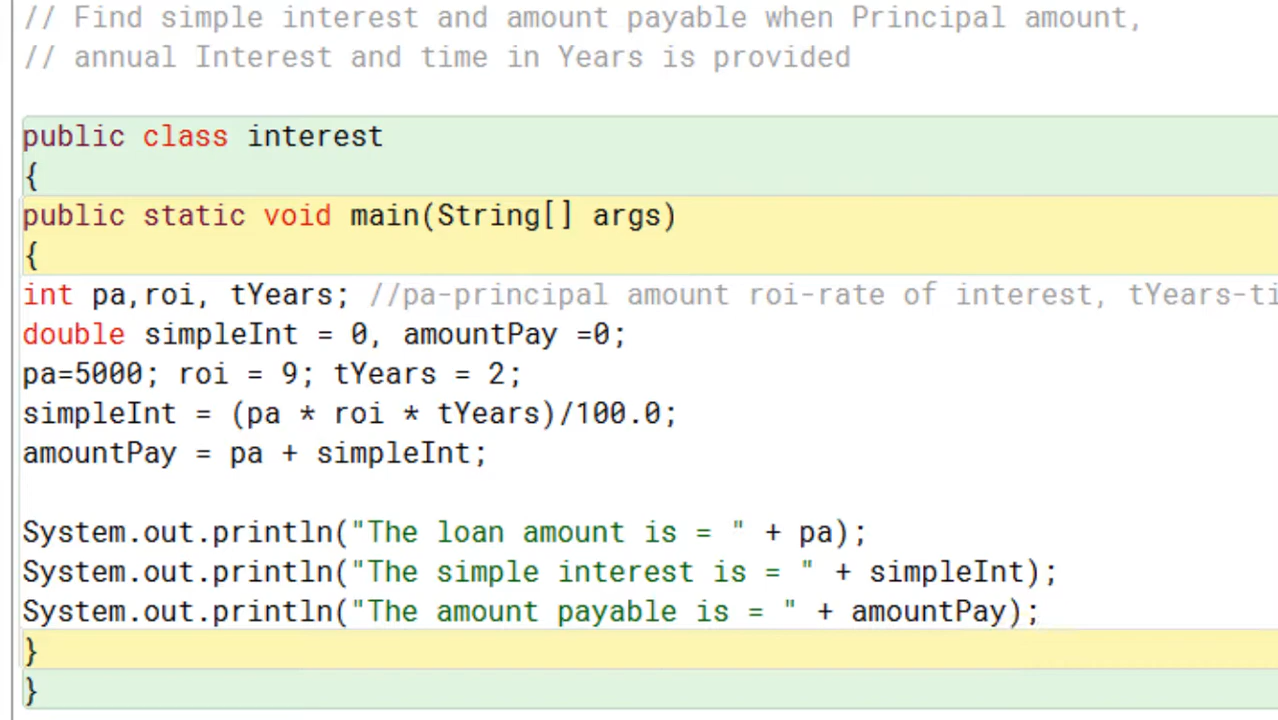 // Find simple interest and amount payable when Principal amount,
// annual Interest and time in Years is provided
public class interest
{
public static void main(String[] args)
{
int pa,roi, tYears; //pa-principal amount roi-rate of interest, tYears-ti
double simpleInt = 0, amountPay =0;
pa=5000; roi = 9; tYears = 2;
simpleInt = (pa * roi * tYears)/100.0;
amountPay = pa + simpleInt;
System.out.println("The loan amount is = " + pa);
System.out.println("The simple interest is = " + simpleInt);
System.out.println("The amount payable is = " + amountPay);
}
}